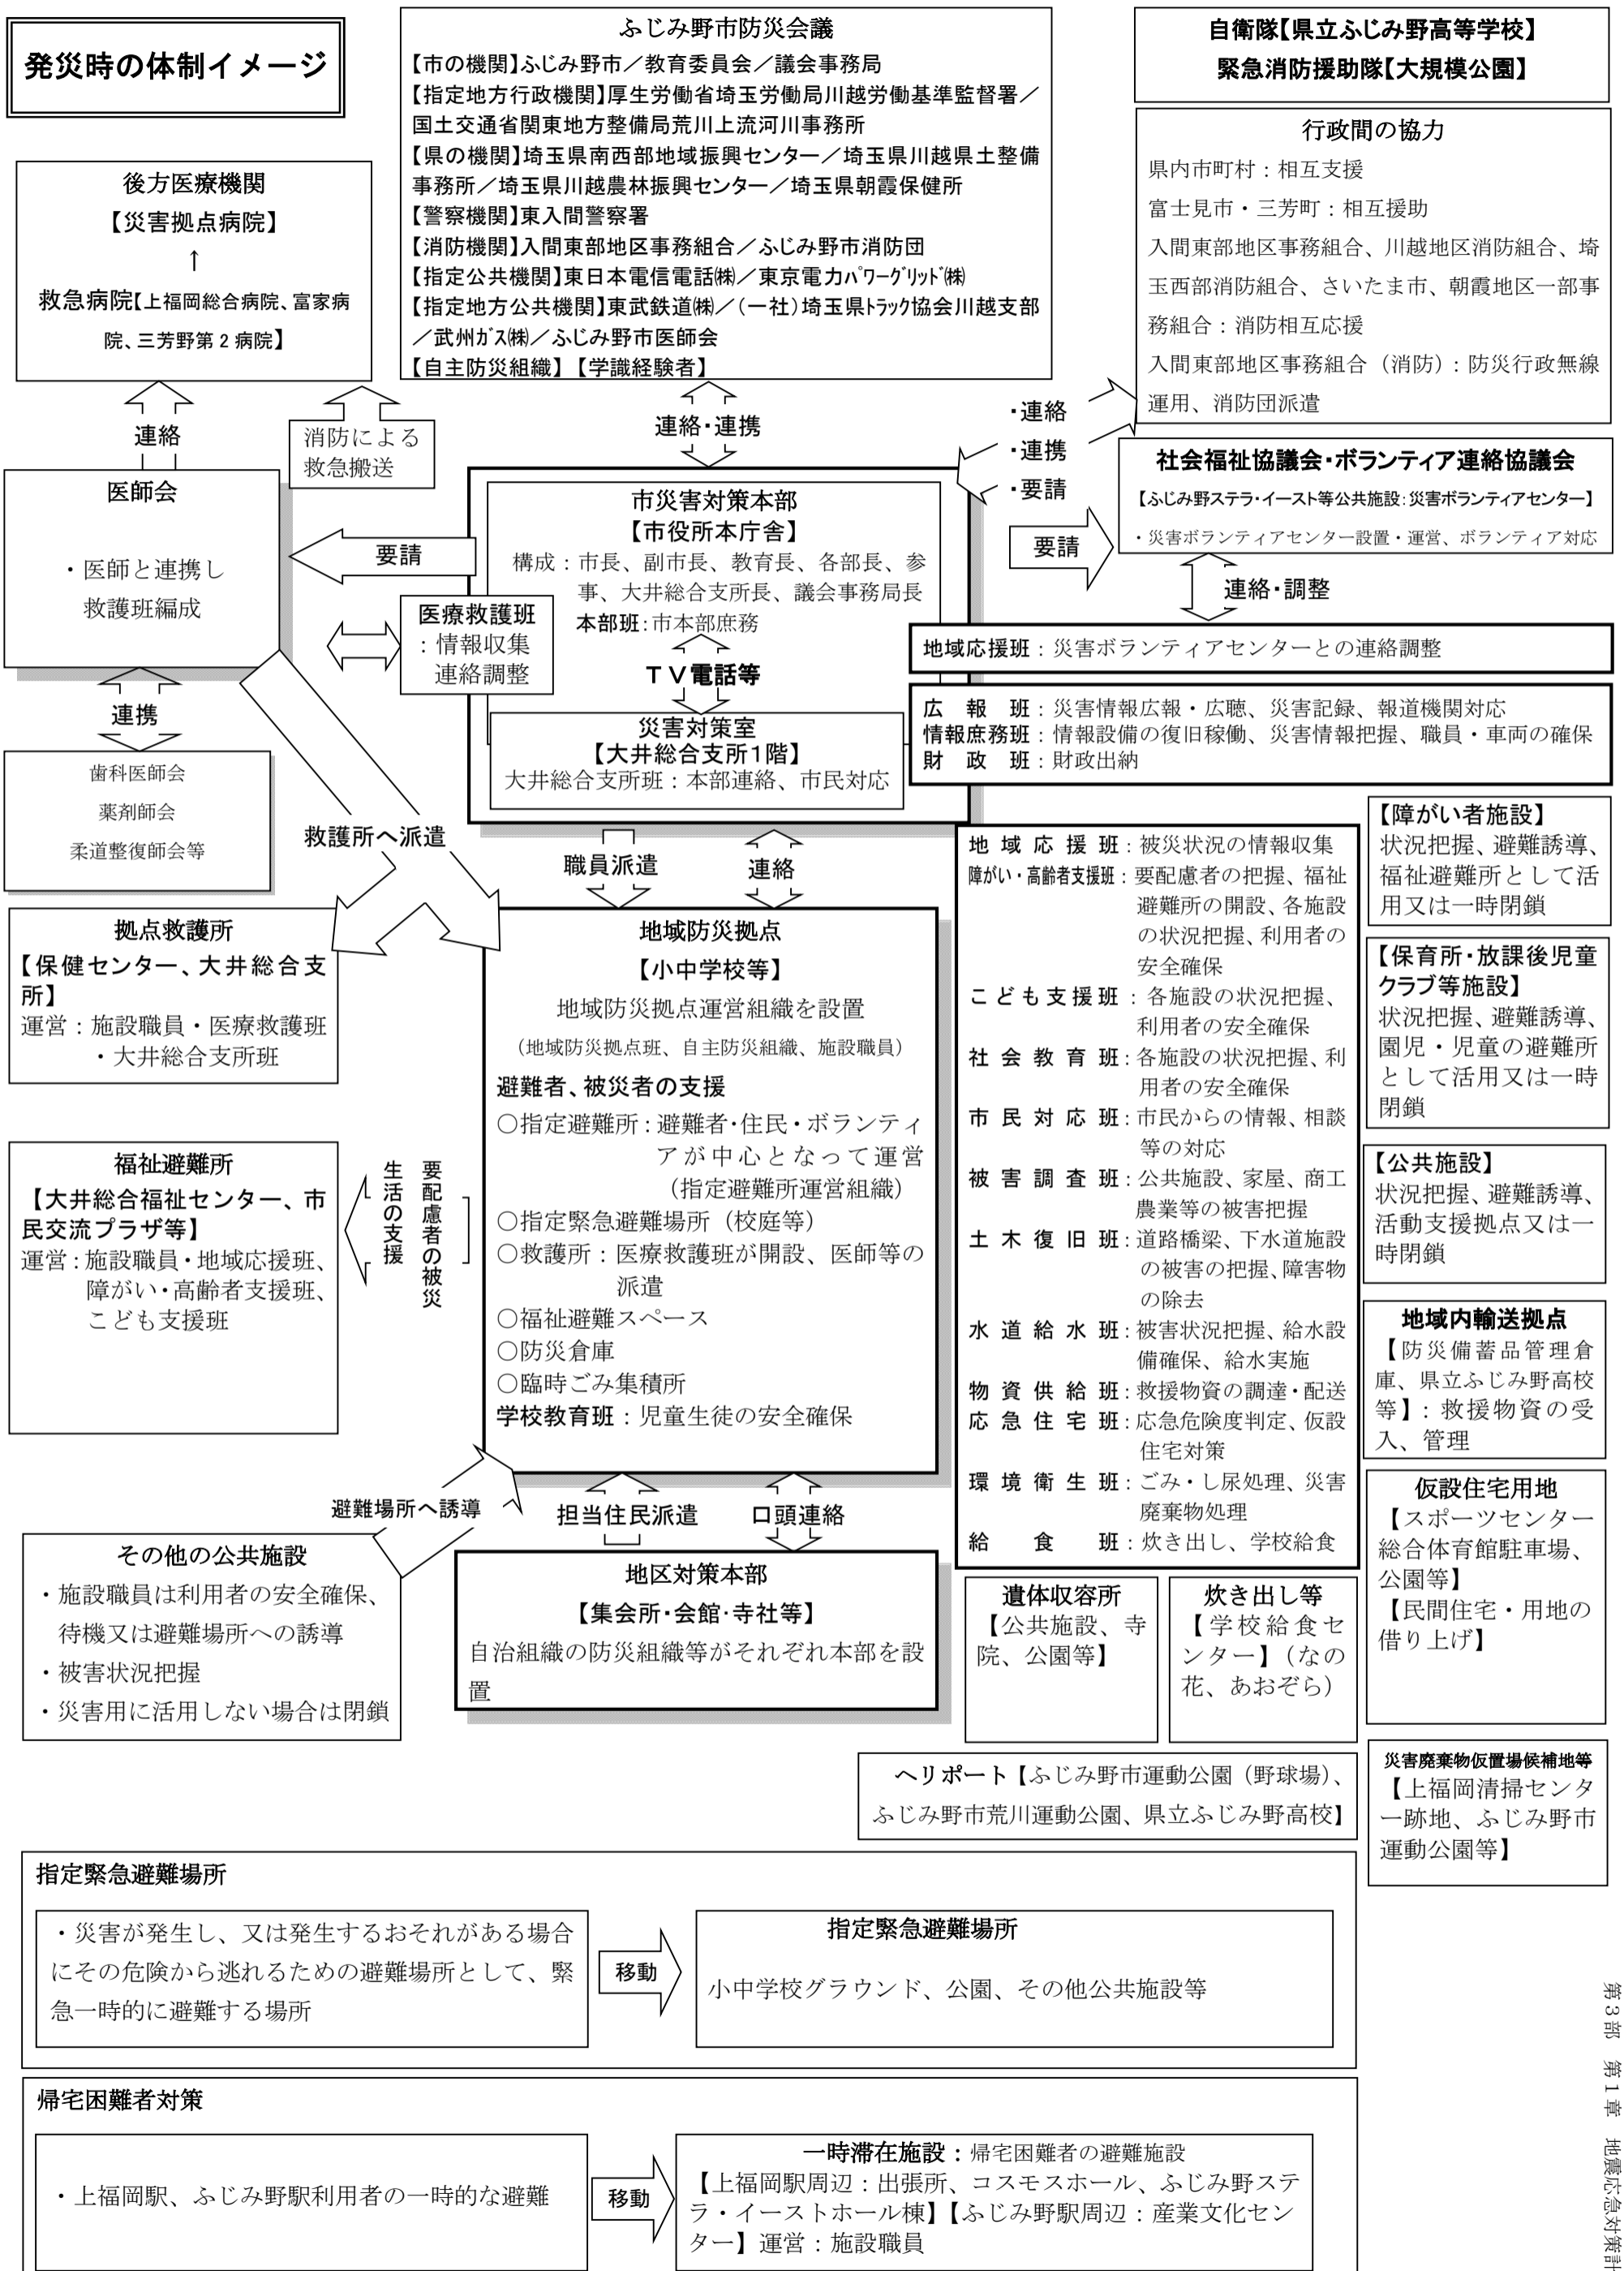 発災時の体制イメージ
ふじみ野市防災会議
【市の機関】ふじみ野市／教育委員会／議会事務局
【指定地方行政機関】厚生労働省埼玉労働局川越労働基準監督署／
国土交通省関東地方整備局荒川上流河川事務所
【県の機関】埼玉県南西部地域振興センター／埼玉県川越県土整備
事務所／埼玉県川越農林振興センター／埼玉県朝霞保健所
【警察機関】東入間警察署
【消防機関】入間東部地区事務組合／ふじみ野市消防団
【指定公共機関】東日本電信電話㈱／東京電力ﾊﾟﾜｰｸﾞﾘｯﾄﾞ㈱
【指定地方公共機関】東武鉄道㈱／（一社）埼玉県ﾄﾗｯｸ協会川越支部
／武州ｶﾞｽ㈱／ふじみ野市医師会
【自主防災組織】【学識経験者】
自衛隊【県立ふじみ野高等学校】
緊急消防援助隊【大規模公園】
行政間の協力
県内市町村：相互支援
富士見市・三芳町：相互援助
入間東部地区事務組合、川越地区消防組合、埼
玉西部消防組合、さいたま市、朝霞地区一部事
務組合：消防相互応援
入間東部地区事務組合（消防）：防災行政無線
運用、消防団派遣
後方医療機関
【災害拠点病院】
↑
救急病院【上福岡総合病院、富家病
院、三芳野第２病院】
連絡
消防による
救急搬送
連絡・連携
・連絡
・連携
・要請
社会福祉協議会・ボランティア連絡協議会
【ふじみ野ステラ・イースト等公共施設：災害ボランティアセンター】
・災害ボランティアセンター設置・運営、ボランティア対応
要請
連絡・調整
医師会
・医師と連携し
救護班編成
要請
市災害対策本部
【市役所本庁舎】
構成：市長、副市長、教育長、各部長、参
事、大井総合支所長、議会事務局長
本部班：市本部庶務
ＴＶ電話等
医療救護班
：情報収集
連絡調整
災害対策室
【大井総合支所１階】
大井総合支所班：本部連絡、市民対応
地域応援班：災害ボランティアセンターとの連絡調整
広報班：災害情報広報・広聴、災害記録、報道機関対応
情報庶務班：情報設備の復旧稼働、災害情報把握、職員・車両の確保
財政班：財政出納
連携
歯科医師会
薬剤師会
柔道整復師会等
救護所へ派遣
職員派遣
連絡
拠点救護所
【保健センター、大井総合支
所】
運営：施設職員・医療救護班
・大井総合支所班
福祉避難所
【大井総合福祉センター、市
民交流プラザ等】
運営：施設職員・地域応援班、
障がい・高齢者支援班、
こども支援班
要配慮者の被災
生活の支援
地域防災拠点
【小中学校等】
地域防災拠点運営組織を設置
（地域防災拠点班、自主防災組織、施設職員）
避難者、被災者の支援
○指定避難所：避難者・住民・ボランティ
アが中心となって運営
（指定避難所運営組織）
○指定緊急避難場所（校庭等）
○救護所：医療救護班が開設、医師等の
派遣
○福祉避難スペース
○防災倉庫
○臨時ごみ集積所
学校教育班：児童生徒の安全確保
地域応援班：被災状況の情報収集
障がい・高齢者支援班：要配慮者の把握、福祉
避難所の開設、各施設
の状況把握、利用者の
安全確保
こども支援班：各施設の状況把握、
利用者の安全確保
社会教育班：各施設の状況把握、利
用者の安全確保
市民対応班：市民からの情報、相談
等の対応
被害調査班：公共施設、家屋、商工
農業等の被害把握
土木復旧班：道路橋梁、下水道施設
の被害の把握、障害物
の除去
水道給水班：被害状況把握、給水設
備確保、給水実施
物資供給班：救援物資の調達・配送
応急住宅班：応急危険度判定、仮設
住宅対策
環境衛生班：ごみ・し尿処理、災害
廃棄物処理
給食班：炊き出し、学校給食
【障がい者施設】
状況把握、避難誘導、
福祉避難所として活
用又は一時閉鎖
【保育所・放課後児童
クラブ等施設】
状況把握、避難誘導、
園児・児童の避難所
として活用又は一時
閉鎖
【公共施設】
状況把握、避難誘導、
活動支援拠点又は一
時閉鎖
地域内輸送拠点
【防災備蓄品管理倉
庫、県立ふじみ野高校
等】：救援物資の受
入、管理
仮設住宅用地
【スポーツセンター
総合体育館駐車場、
公園等】
【民間住宅・用地の
借り上げ】
避難場所へ誘導
担当住民派遣
口頭連絡
その他の公共施設
・施設職員は利用者の安全確保、
待機又は避難場所への誘導
・被害状況把握
・災害用に活用しない場合は閉鎖
地区対策本部
【集会所・会館・寺社等】
自治組織の防災組織等がそれぞれ本部を設
置
遺体収容所
【公共施設、寺
院、公園等】
炊き出し等
【学校給食セ
ンター】（なの
花、あおぞら）
ヘリポート【ふじみ野市運動公園（野球場）、
ふじみ野市荒川運動公園、県立ふじみ野高校】
災害廃棄物仮置場候補地等
【上福岡清掃センタ
ー跡地、ふじみ野市
運動公園等】
指定緊急避難場所
・災害が発生し、又は発生するおそれがある場合
にその危険から逃れるための避難場所として、緊
急一時的に避難する場所
移動
指定緊急避難場所
小中学校グラウンド、公園、その他公共施設等
帰宅困難者対策
・上福岡駅、ふじみ野駅利用者の一時的な避難
移動
一時滞在施設：帰宅困難者の避難施設
【上福岡駅周辺：出張所、コスモスホール、ふじみ野ステ
ラ・イーストホール棟】【ふじみ野駅周辺：産業文化セン
ター】運営：施設職員
第３部　第１章　地震応急対策計